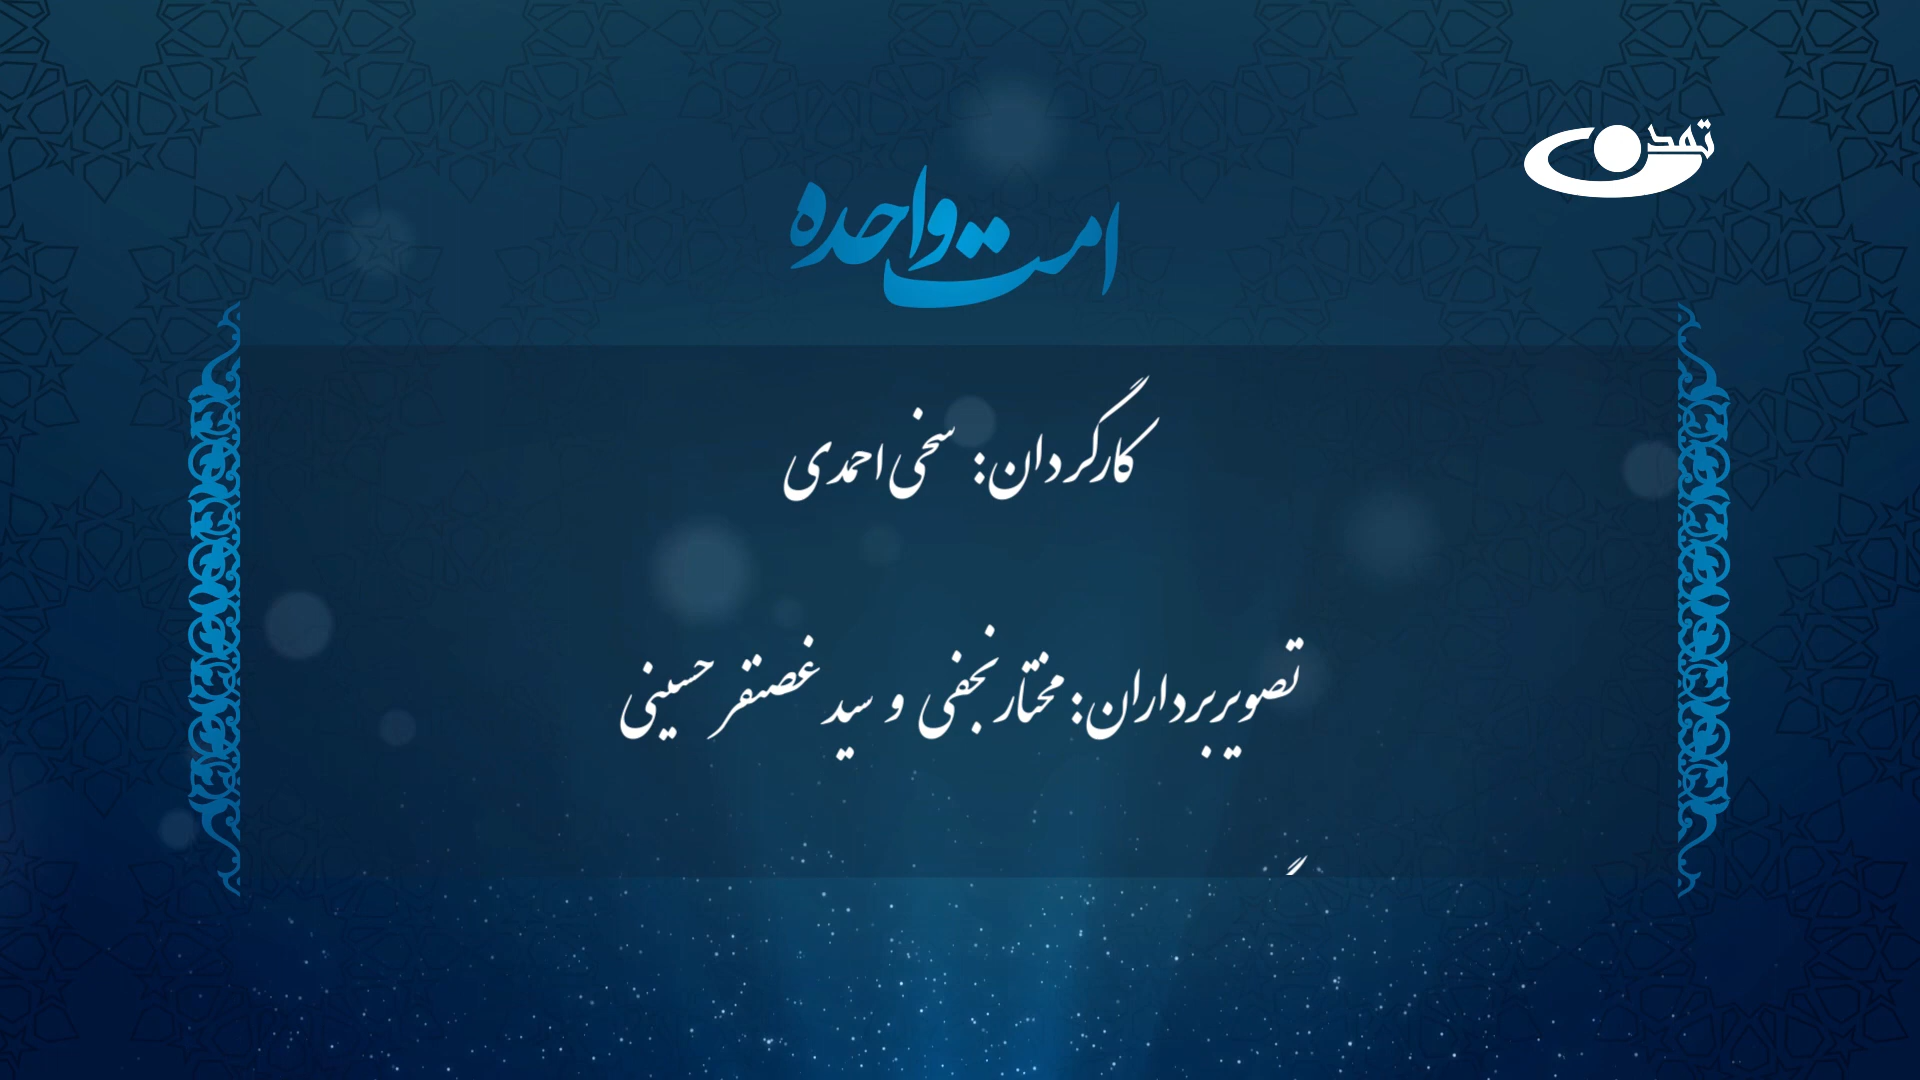 تمدن
امت واحده
کارگردان: سخی احمدی
تصویربرداران: مختار نجفی و سید غضنفر حسینی